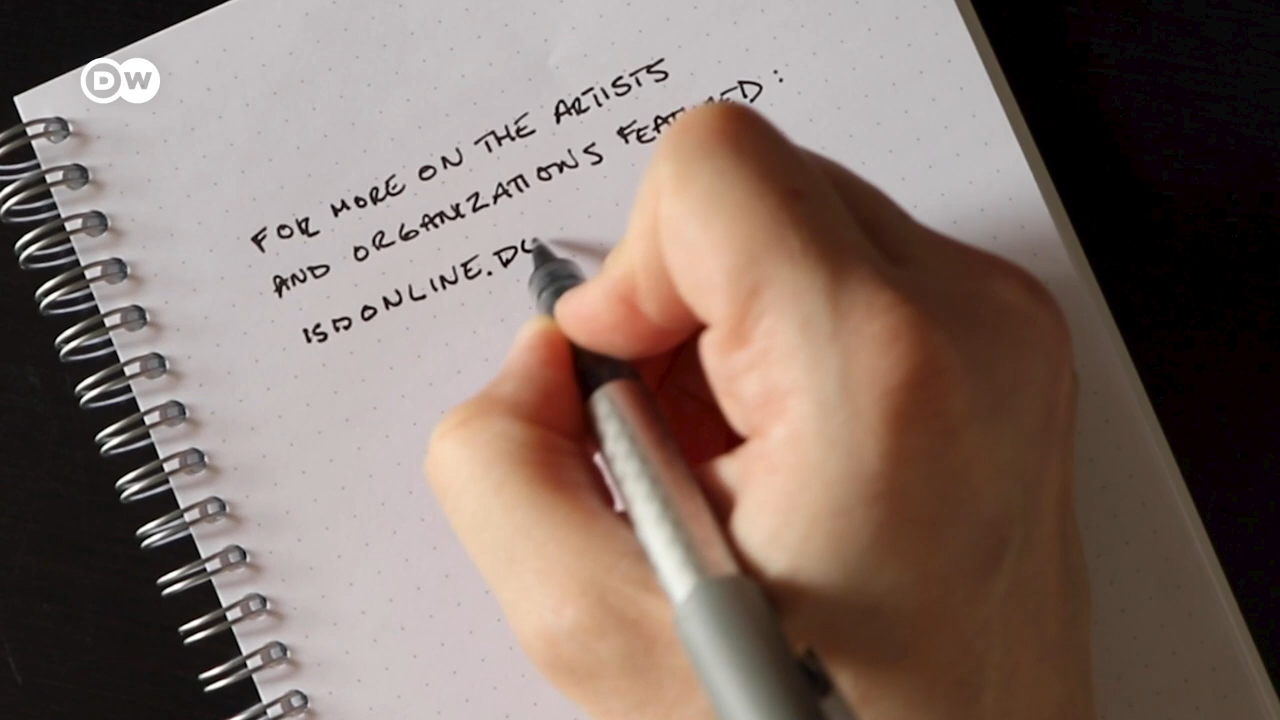 DW
FOR MORE ON THE ARTISTS
AND ORGANIZATIONS
ISDONLINE.